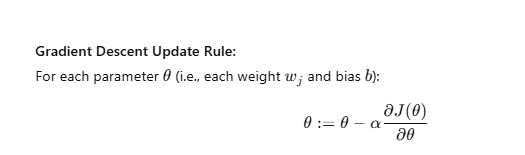 Gradient Descent Update Rule:
For each parameter θ (i.e., each weight w_j and bias b):
θ := θ − α ∂J(θ)/∂θ